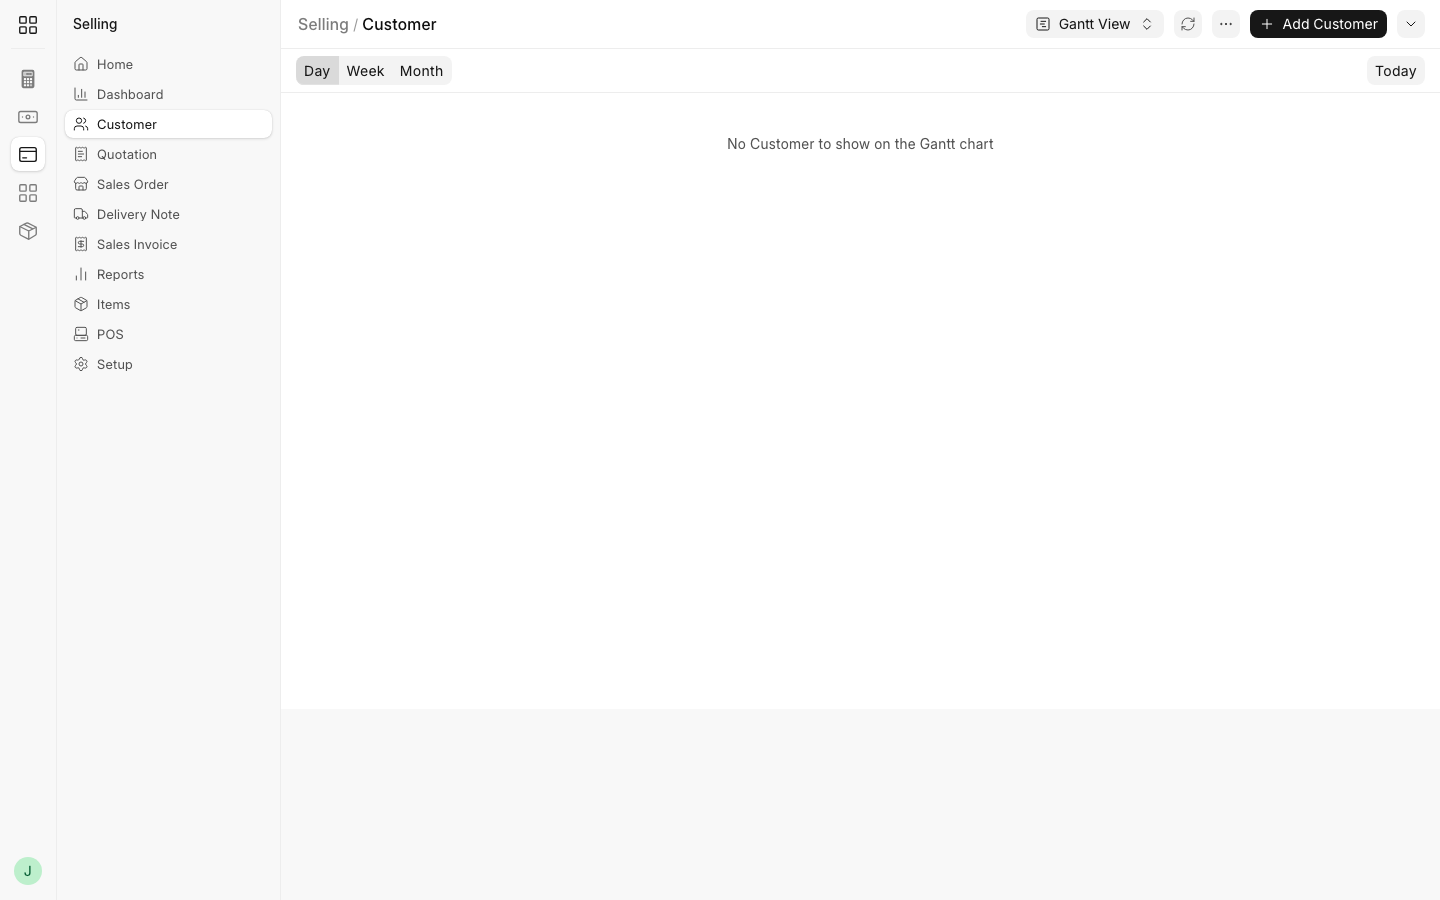 Selling
Home
Dashboard
Customer
Quotation
Sales Order
Delivery Note
Sales Invoice
Reports
Items
POS
Setup
J
Selling / Customer
Gantt View
Add Customer
Day Week Month
Today
No Customer to show on the Gantt chart